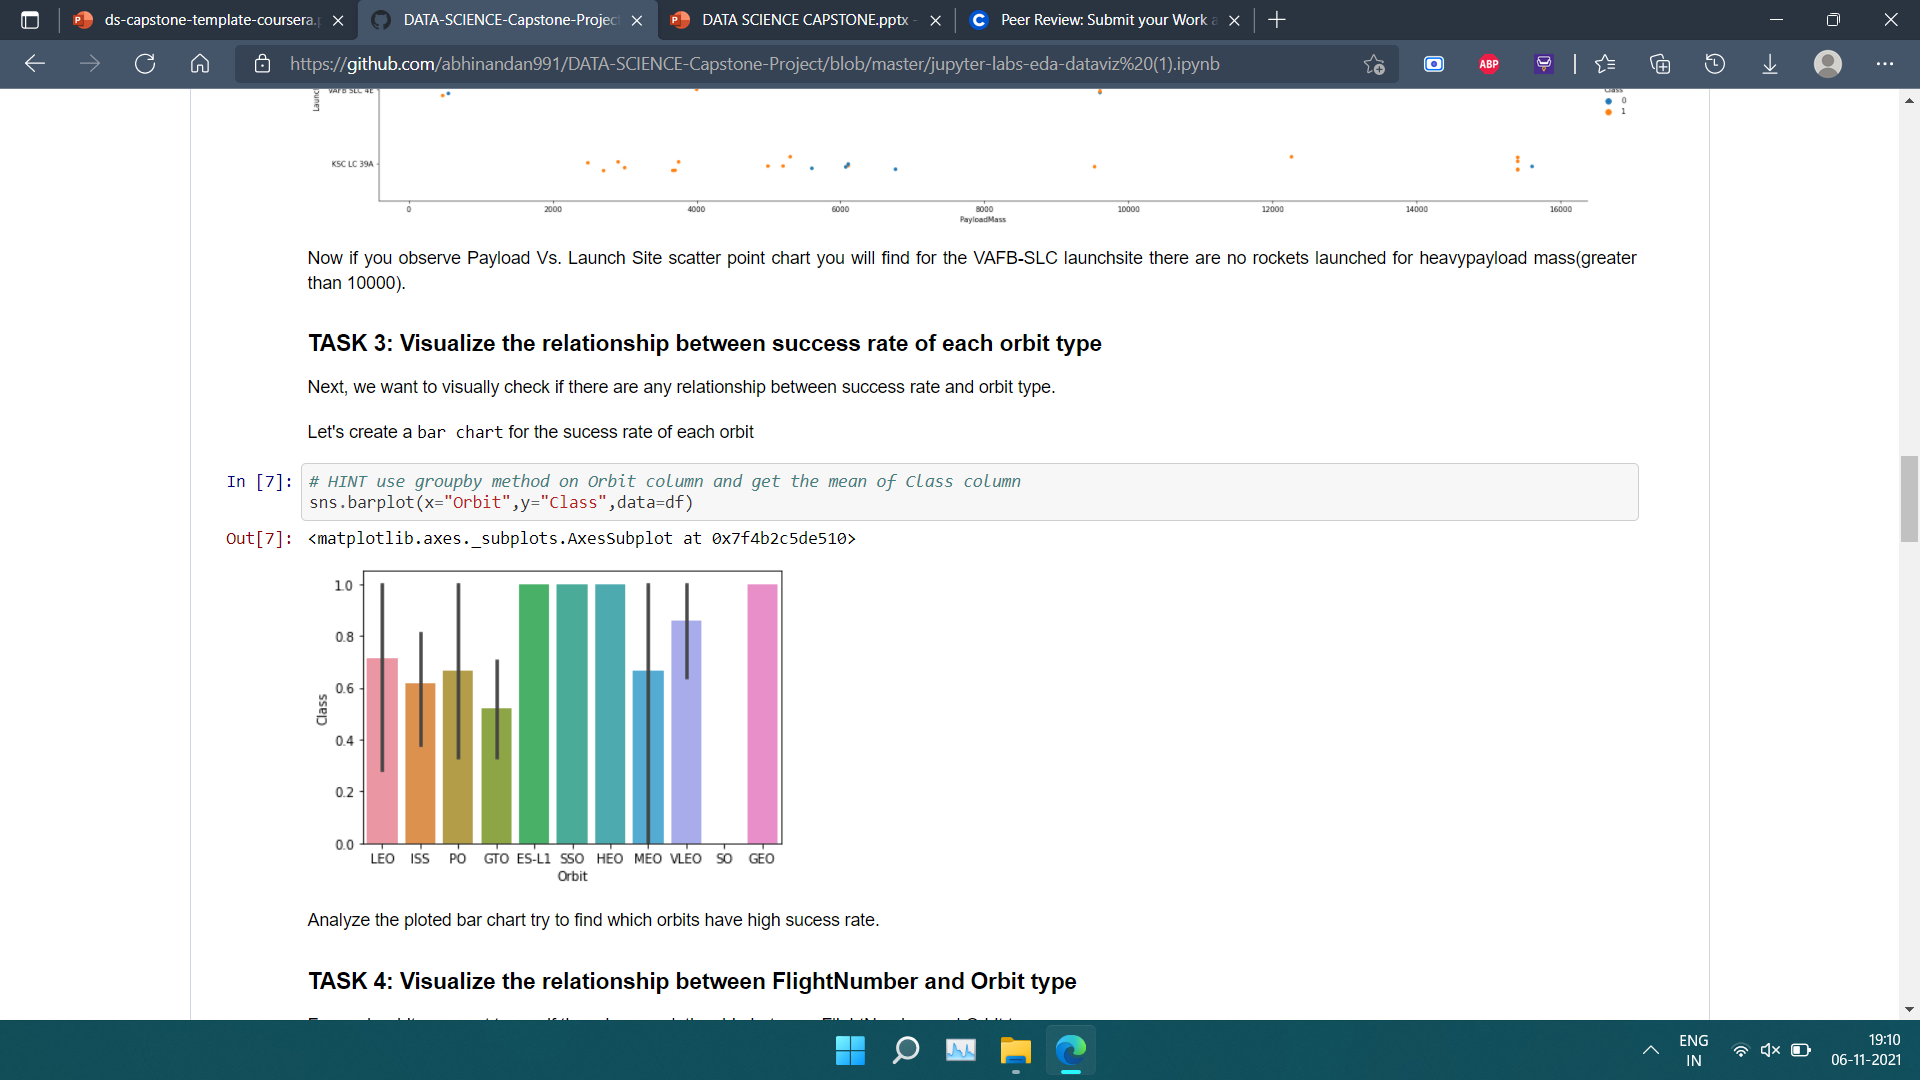 ds-capstone-template-coursera.p
DATA-SCIENCE-Capstone-Projec
DATA SCIENCE CAPSTONE.pptx -
Peer Review: Submit your Work a
https://github.com/abhinandan991/DATA-SCIENCE-Capstone-Project/blob/master/jupyter-labs-eda-dataviz%20(1).ipynb
ABP
Launc
VAFB SLC 4E
Class
0
1
KSC LC 39A
0 2000 4000 6000 8000 10000 12000 14000 16000
PayloadMass
Now if you observe Payload Vs. Launch Site scatter point chart you will find for the VAFB-SLC launchsite there are no rockets launched for heavypayload mass(greater
than 10000).
TASK 3: Visualize the relationship between success rate of each orbit type
Next, we want to visually check if there are any relationship between success rate and orbit type.
Let's create a bar chart for the sucess rate of each orbit
In [7]: # HINT use groupby method on Orbit column and get the mean of Class column
sns.barplot(x="Orbit",y="Class",data=df)
Out[7]: <matplotlib.axes._subplots.AxesSubplot at 0x7f4b2c5de510>
1.0
0.8
0.6
0.4
0.2
0.0
Class
LEO ISS PO GTO ES-L1 SSO HEO MEO VLEO SO GEO
Orbit
Analyze the ploted bar chart try to find which orbits have high sucess rate.
TASK 4: Visualize the relationship between FlightNumber and Orbit type
ENG
IN
19:10
06-11-2021